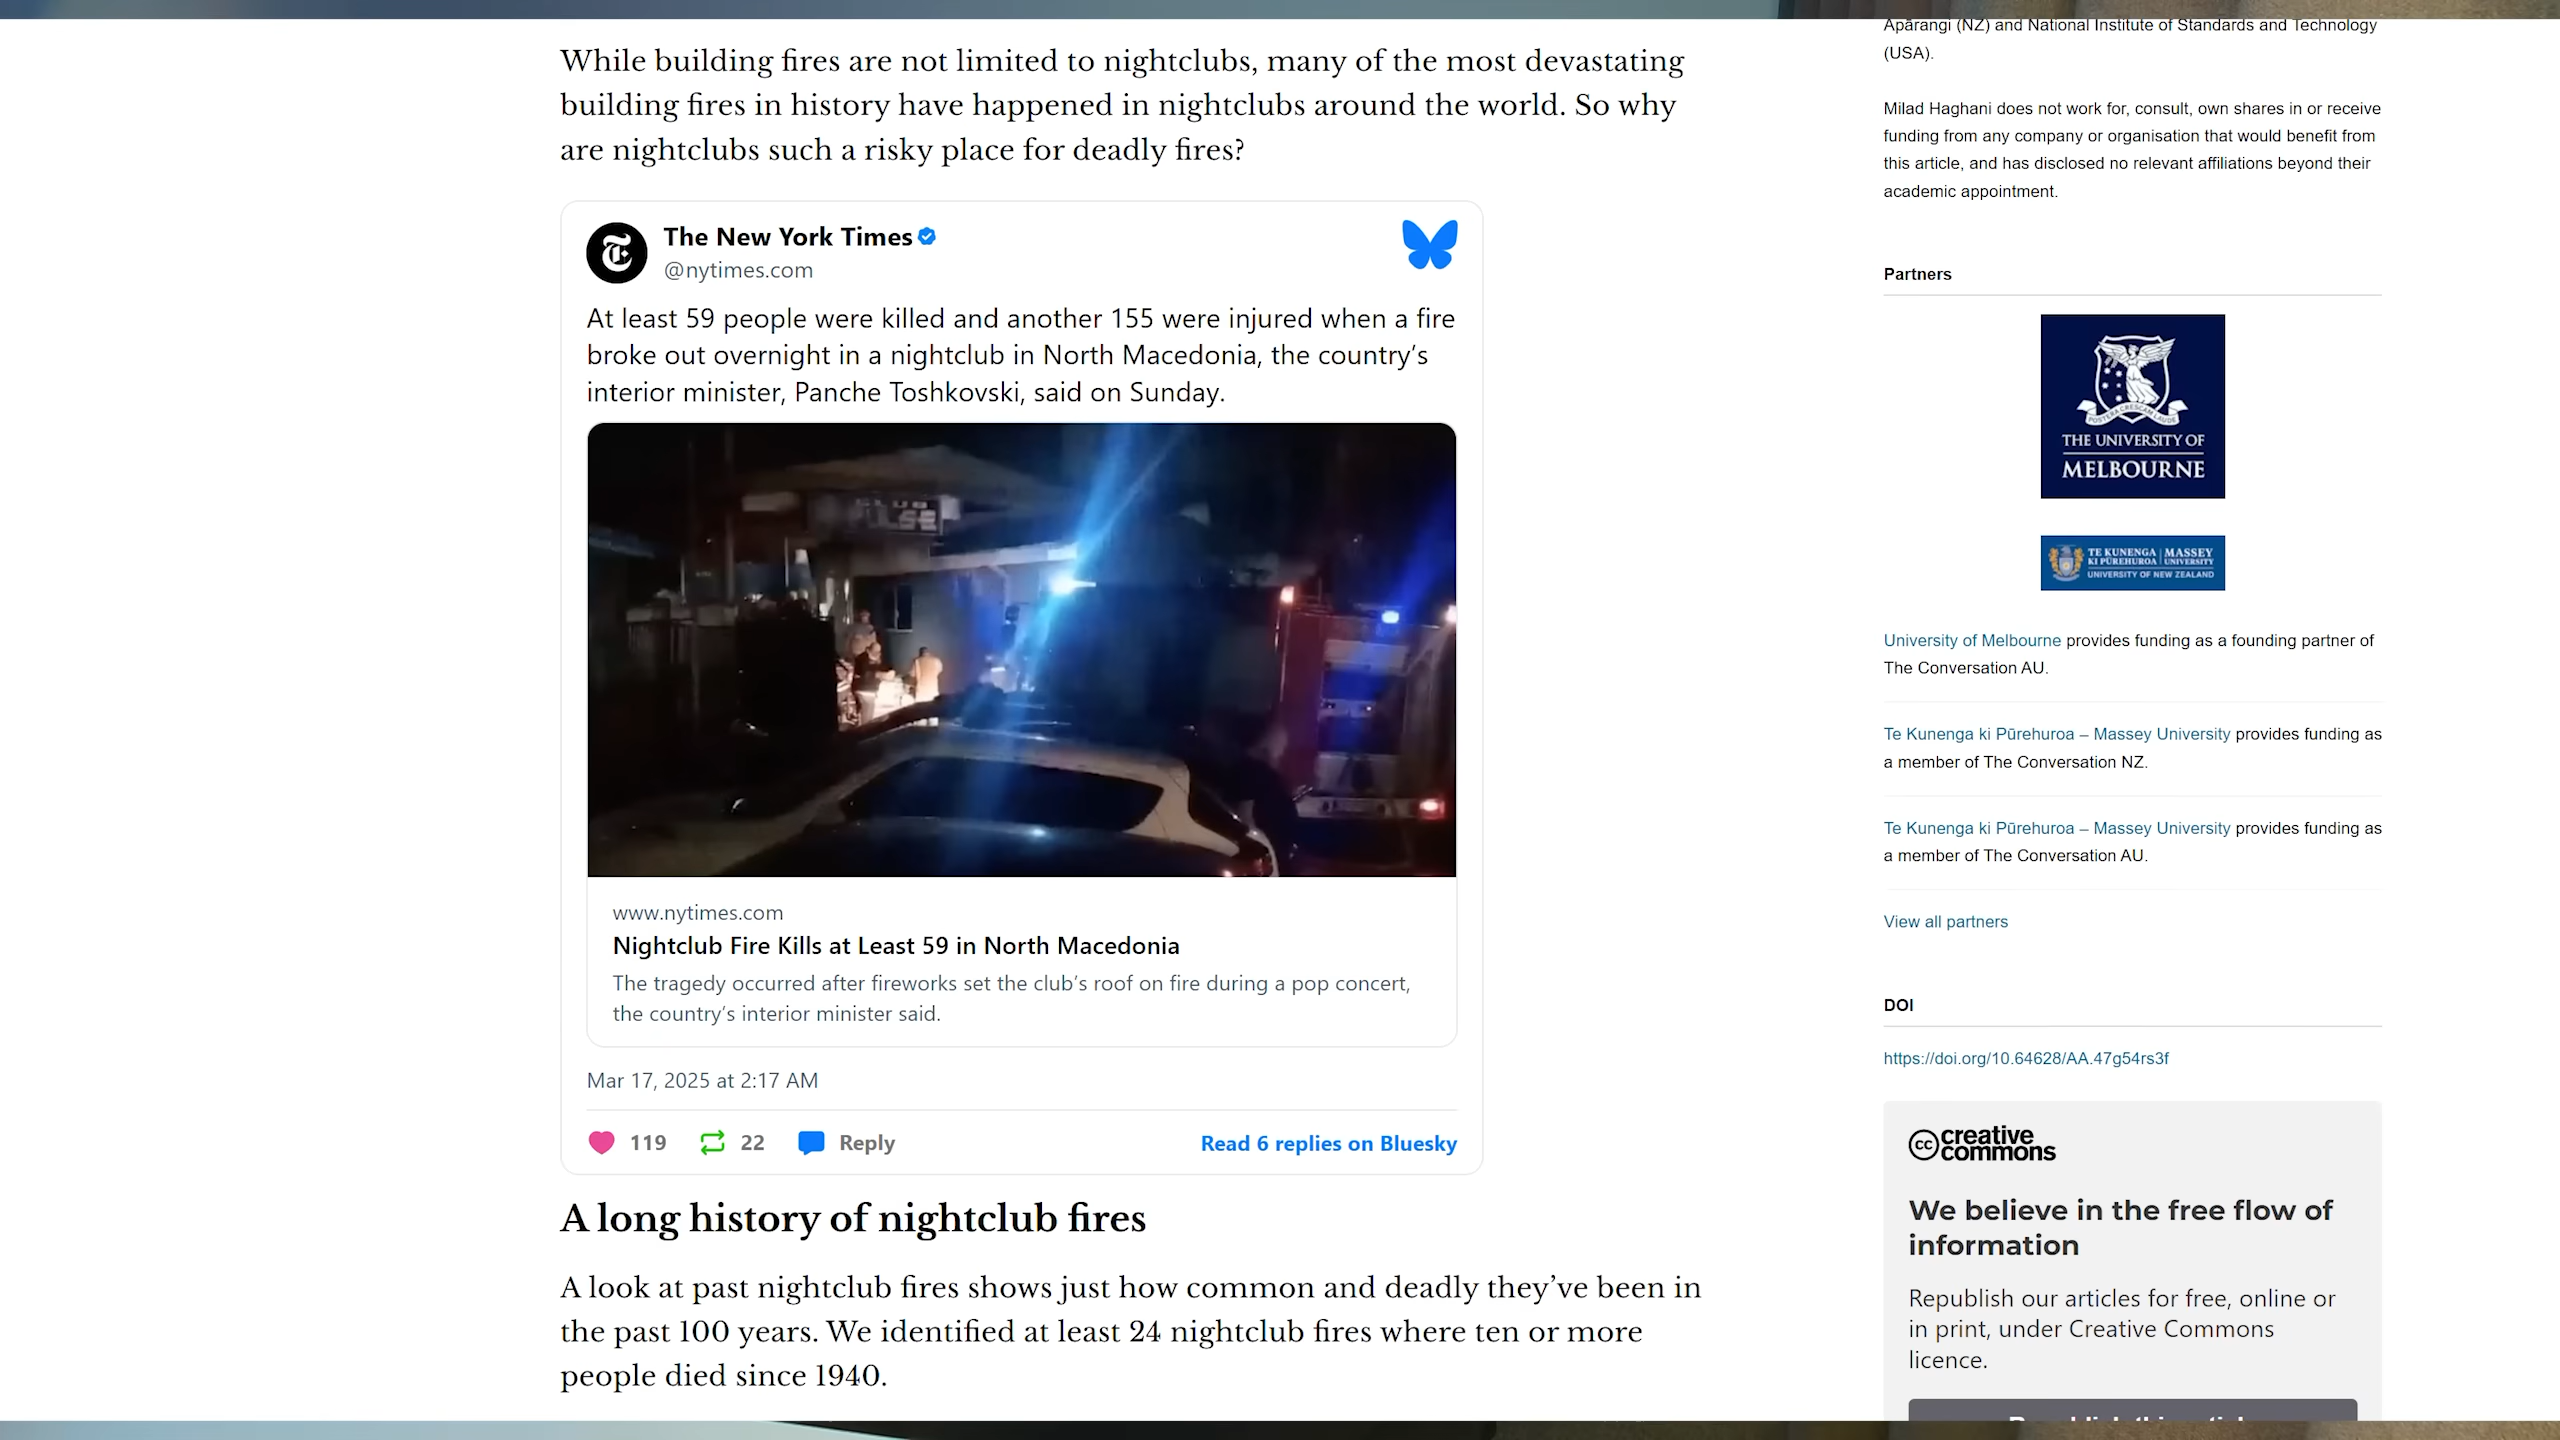 While building fires are not limited to nightclubs, many of the most devastating
building fires in history have happened in nightclubs around the world. So why
are nightclubs such a risky place for deadly fires?
The New York Times
@nytimes.com
At least 59 people were killed and another 155 were injured when a fire
broke out overnight in a nightclub in North Macedonia, the country's
interior minister, Panche Toshkovski, said on Sunday.
www.nytimes.com
Nightclub Fire Kills at Least 59 in North Macedonia
The tragedy occurred after fireworks set the club's roof on fire during a pop concert,
the country's interior minister said.
Mar 17, 2025 at 2:17 AM
119 22 Reply Read 6 replies on Bluesky
A long history of nightclub fires
A look at past nightclub fires shows just how common and deadly they've been in
the past 100 years. We identified at least 24 nightclub fires where ten or more
people died since 1940.
Apārangi (NZ) and National Institute of Standards and Technology
(USA).
Milad Haghani does not work for, consult, own shares in or receive
funding from any company or organisation that would benefit from
this article, and has disclosed no relevant affiliations beyond their
academic appointment.
Partners
POSTERA CRESCAM LAUDE
THE UNIVERSITY OF
MELBOURNE
TE KUNENGA | MASSEY
KI PŪREHUROA | UNIVERSITY
UNIVERSITY OF NEW ZEALAND
University of Melbourne provides funding as a founding partner of
The Conversation AU.
Te Kunenga ki Pūrehuroa – Massey University provides funding as
a member of The Conversation NZ.
Te Kunenga ki Pūrehuroa – Massey University provides funding as
a member of The Conversation AU.
View all partners
DOI
https://doi.org/10.64628/AA.47g54rs3f
cc creative
commons
We believe in the free flow of
information
Republish our articles for free, online or
in print, under Creative Commons
licence.